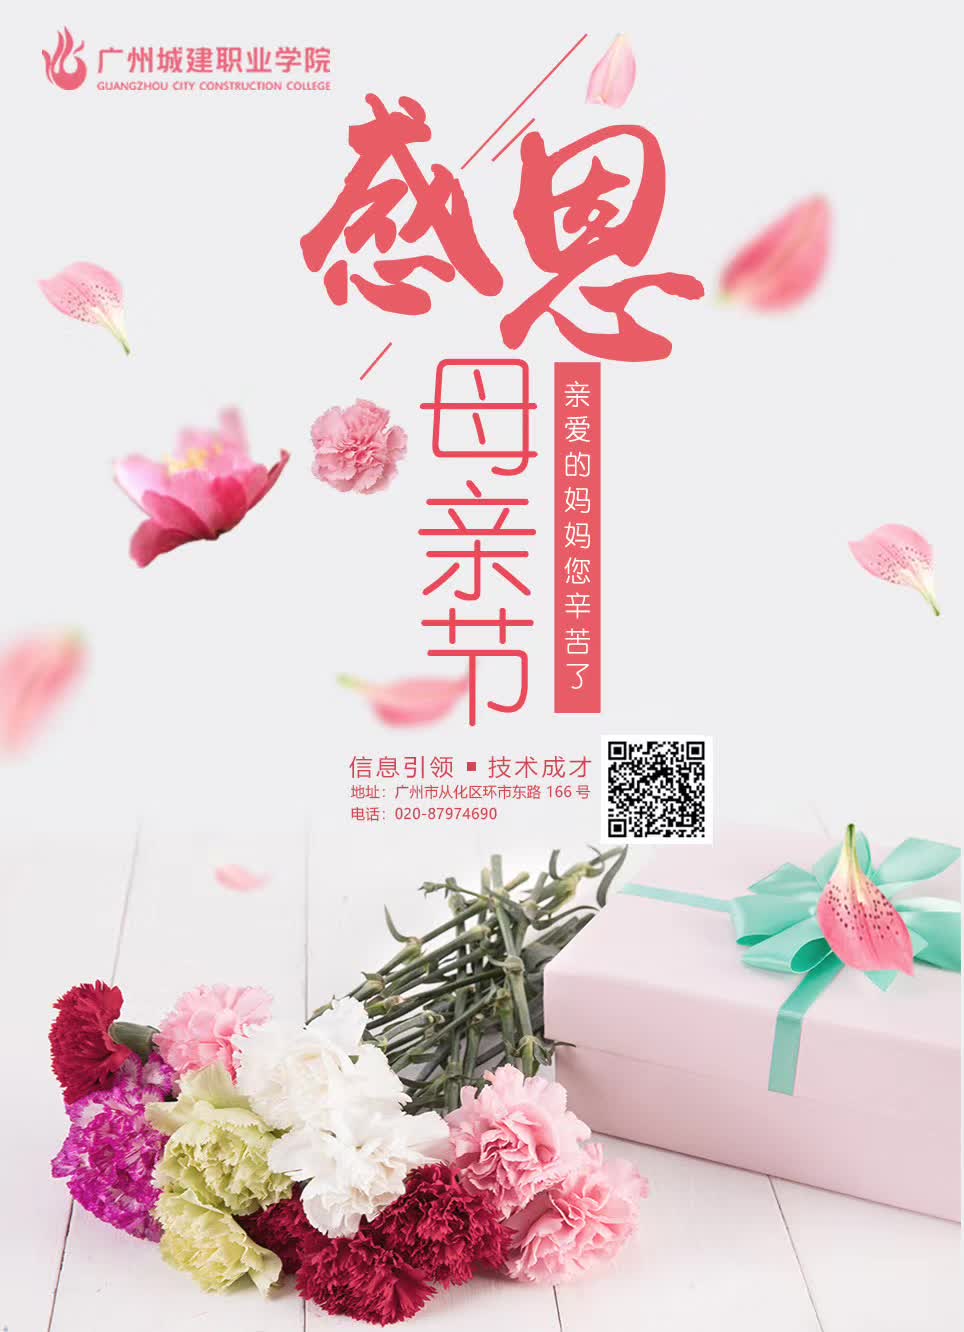 广州城建职业学院
GUANGZHOU CITY CONSTRUCTION COLLEGE
感恩
母亲节
亲爱的妈妈您辛苦了
信息引领 ▪ 技术成才
地址：广州市从化区环市东路 166 号
电话：020-87974690